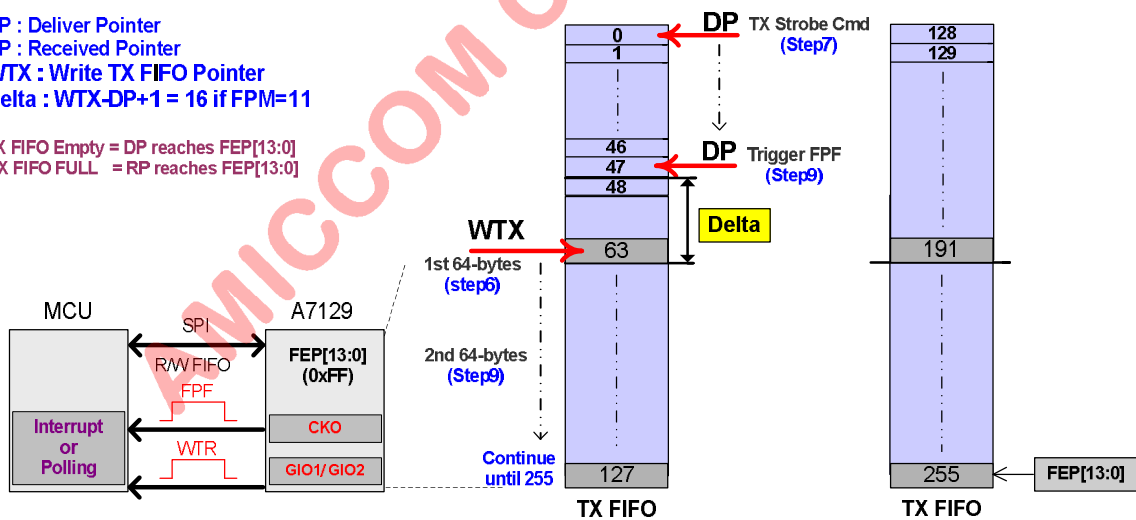 P : Deliver Pointer
P : Received Pointer
WTX : Write TX FIFO Pointer
elta : WTX-DP+1 = 16 if FPM=11
X FIFO Empty = DP reaches FEP[13:0]
X FIFO FULL = RP reaches FEP[13:0]
AMICCOM C
0
1
46
47
48
63
127
TX FIFO
DP
TX Strobe Cmd
(Step7)
DP
Trigger FPF
(Step9)
Delta
WTX
1st 64-bytes
(step6)
2nd 64-bytes
(Step9)
Continue
until 255
128
129
191
255
TX FIFO
FEP[13:0]
MCU
A7129
SPI
R/W FIFO
FPF
WTR
Interrupt
or
Polling
FEP[13:0]
(0xFF)
CKO
GIO1/ GIO2